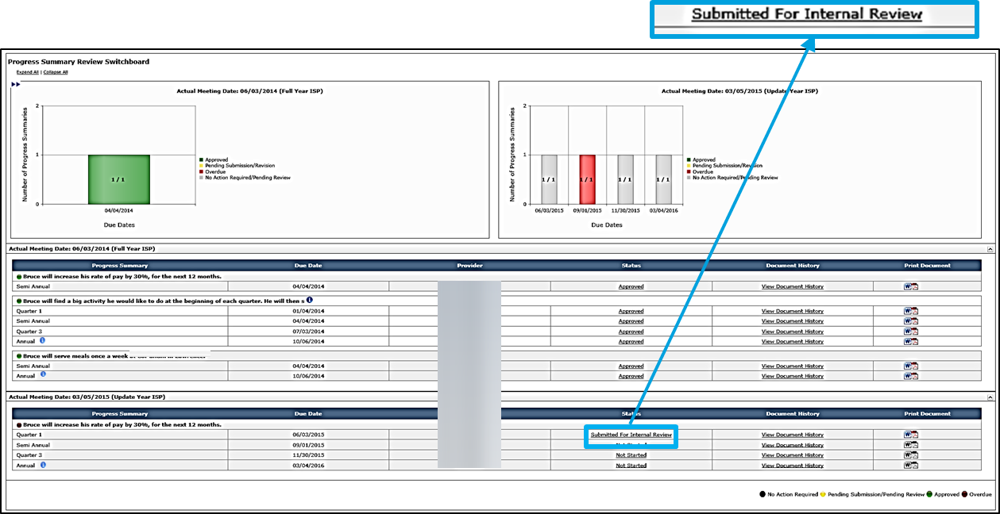 Submitted For Internal Review
Progress Summary Review Switchboard
Expand All | Collapse All
Actual Meeting Date: 06/03/2014 (Full Year ISP)
Number of Progress Summaries
2
1
0
1 / 1
04/04/2014
Due Dates
Approved
Pending Submission/Revision
Overdue
No Action Required/Pending Review
Actual Meeting Date: 03/05/2015 (Update Year ISP)
Number of Progress Summaries
2
1
0
1 / 1 1 / 1 1 / 1 1 / 1
06/03/2015 09/01/2015 11/30/2015 03/04/2016
Due Dates
Approved
Pending Submission/Revision
Overdue
No Action Required/Pending Review
Actual Meeting Date: 06/03/2014 (Full Year ISP)
Progress Summary Due Date Provider Status Document History Print Document
Bruce will increase his rate of pay by 30%, for the next 12 months.
Semi Annual 04/04/2014 Approved View Document History
Bruce will find a big activity he would like to do at the beginning of each quarter. He will then s
Quarter 1 01/04/2014 Approved View Document History
Semi Annual 04/04/2014 Approved View Document History
Quarter 3 07/03/2014 Approved View Document History
Annual 10/06/2014 Approved View Document History
Bruce will serve meals once a week
Semi Annual 04/04/2014 Approved View Document History
Annual 10/06/2014 Approved View Document History
Actual Meeting Date: 03/05/2015 (Update Year ISP)
Progress Summary Due Date Status Document History Print Document
Bruce will increase his rate of pay by 30%, for the next 12 months.
Quarter 1 06/03/2015 Submitted For Internal Review View Document History
Semi Annual 09/01/2015 Not Started View Document History
Quarter 3 11/30/2015 Not Started View Document History
Annual 03/04/2016 Not Started View Document History
No Action Required Pending Submission/Pending Review Approved Overdue